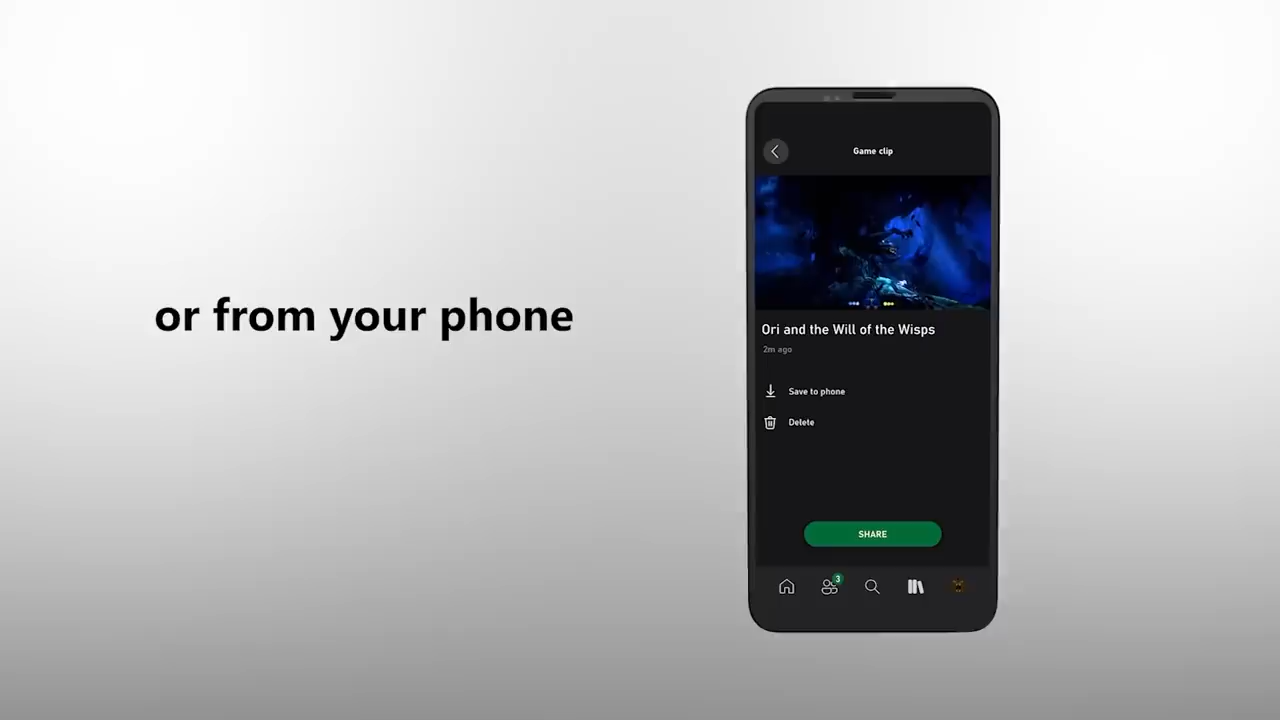 or from your phone
Game clip
Ori and the Will of the Wisps
2m ago
Save to phone
Delete
SHARE
3